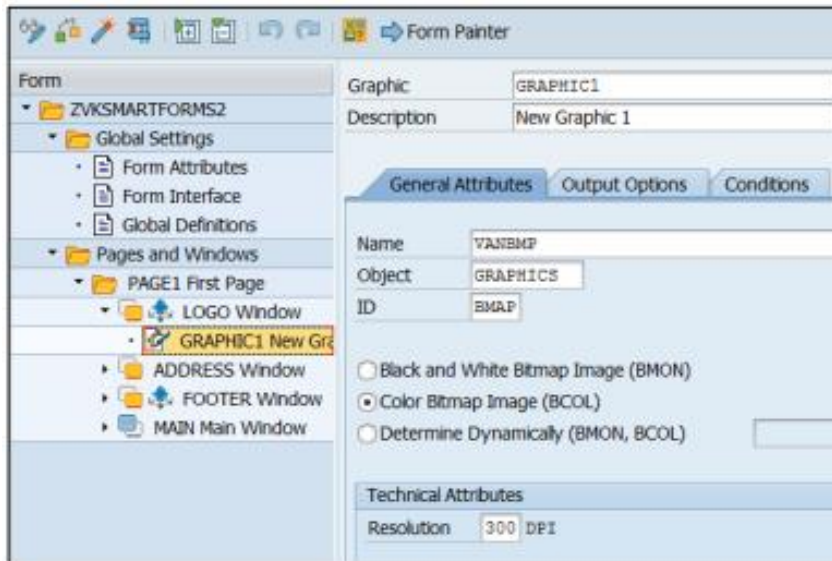 Form Painter
Form
ZVKSMARTFORMS2
Global Settings
Form Attributes
Form Interface
Global Definitions
Pages and Windows
PAGE1 First Page
LOGO Window
GRAPHIC1 New Gra
ADDRESS Window
FOOTER Window
MAIN Main Window
Graphic GRAPHIC1
Description New Graphic 1
General Attributes Output Options Conditions
Name VANBMP
Object GRAPHICS
ID BMAP
Black and White Bitmap Image (BMON)
Color Bitmap Image (BCOL)
Determine Dynamically (BMON, BCOL)
Technical Attributes
Resolution 300 DPI